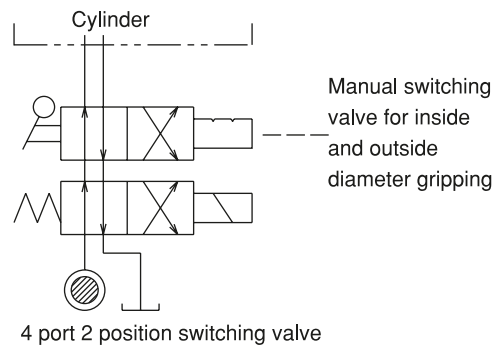 Cylinder
Manual switching
valve for inside
and outside
diameter gripping
4 port 2 position switching valve